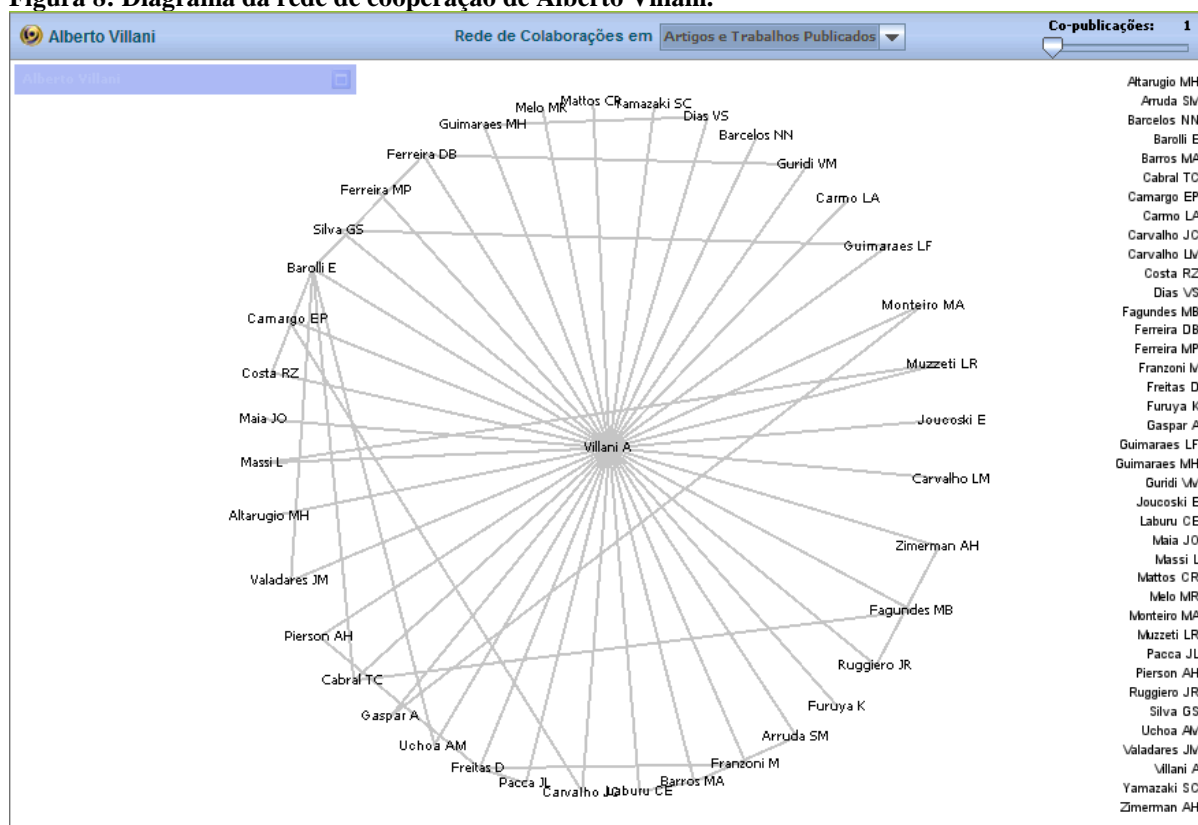 Figura 8: Diagrama da rede de cooperação de Alberto Villani.
Alberto Villani
Rede de Colaborações em Artigos e Trabalhos Publicados
Co-publicações: 1
Alberto Villani
Melo MR
Mattos CR
Yamazaki SC
Dias VS
Guimaraes MH
Barcelos NN
Ferreira DB
Guridi VM
Ferreira MP
Carmo LA
Silva GS
Guimaraes LF
Barolli E
Monteiro MA
Camargo EP
Muzzeti LR
Costa RZ
Maia JO
Joucoski E
Villani A
Massi L
Carvalho LM
Altarugio MH
Zimerman AH
Valadares JM
Fagundes MB
Pierson AH
Ruggiero JR
Cabral TC
Furuya K
Gaspar A
Arruda SM
Uchoa AM
Franzoni M
Freitas D
Pacca JL
Carvalho JC
Laburu CE
Barros MA
Altarugio MH
Arruda SM
Barcelos NN
Barolli E
Barros MA
Cabral TC
Camargo EP
Carmo LA
Carvalho JC
Carvalho LM
Costa RZ
Dias VS
Fagundes MB
Ferreira DB
Ferreira MP
Franzoni M
Freitas D
Furuya K
Gaspar A
Guimaraes LF
Guimaraes MH
Guridi VM
Joucoski E
Laburu CE
Maia JO
Massi L
Mattos CR
Melo MR
Monteiro MA
Muzzeti LR
Pacca JL
Pierson AH
Ruggiero JR
Silva GS
Uchoa AM
Valadares JM
Villani A
Yamazaki SC
Zimerman AH